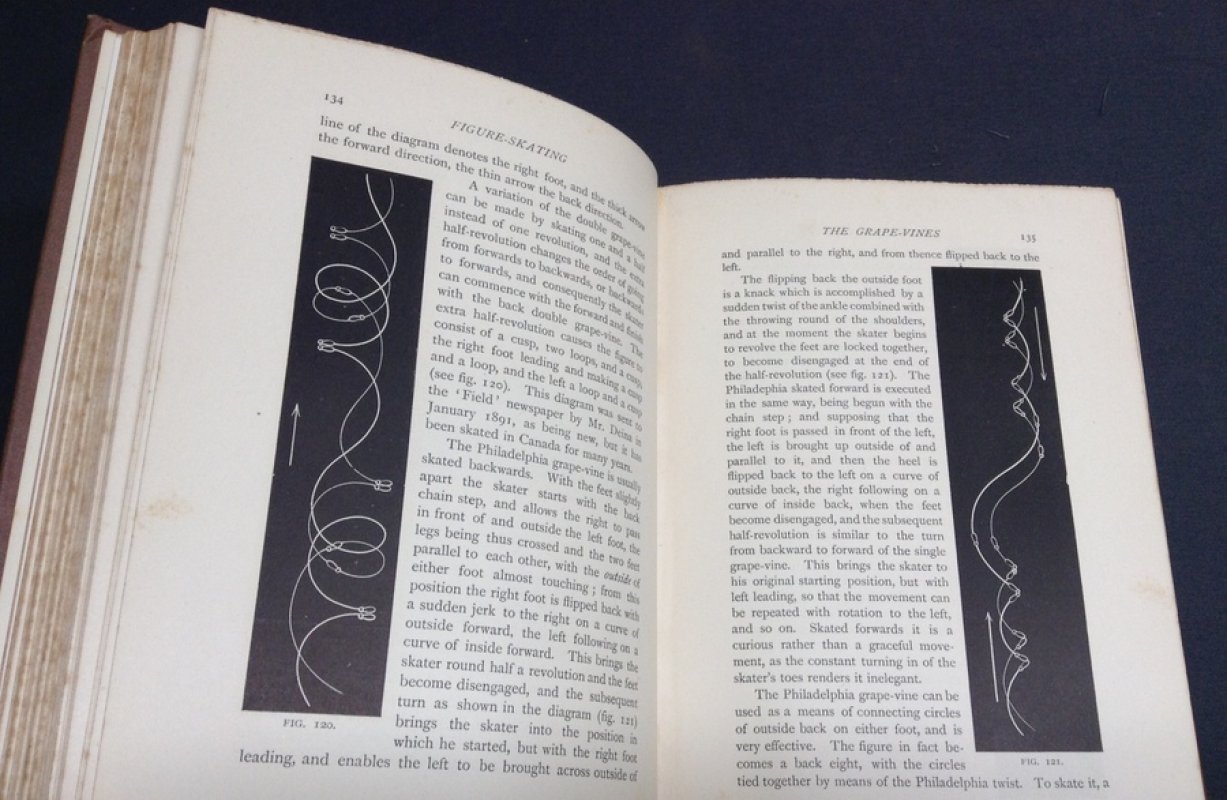 134
FIGURE-SKATING
line of the diagram denotes the right foot, and the thick arrow
the forward direction, the thin arrow the back direction.
A variation of the double grape-vine
can be made by skating one and a half
instead of one revolution, and the extra
half-revolution changes the order of going
from forwards to backwards, or backwards
to forwards, and consequently the skater
can commence with the forward and finish
with the back double grape-vine. The
extra half-revolution causes the figure to
consist of a cusp, two loops, and a cusp,
the right foot leading and making a cusp
and a loop, and the left a loop and a cusp
(see fig. 120). This diagram was sent to
the 'Field' newspaper by Mr. Deina in
January 1891, as being new, but it has
been skated in Canada for many years.
The Philadelphia grape-vine is usually
skated backwards. With the feet slightly
apart the skater starts with the back
chain step, and allows the right to pass
in front of and outside the left foot, the
legs being thus crossed and the two feet
parallel to each other, with the outside of
either foot almost touching; from this
position the right foot is flipped back with
a sudden jerk to the right on a curve of
outside forward, the left following on a
curve of inside forward. This brings the
skater round half a revolution and the feet
become disengaged, and the subsequent
turn as shown in the diagram (fig. 121)
brings the skater into the position in
which he started, but with the right foot
leading, and enables the left to be brought across outside of
FIG. 120.
THE GRAPE-VINES
135
and parallel to the right, and from thence flipped back to the
left.
The flipping back the outside foot
is a knack which is accomplished by a
sudden twist of the ankle combined with
the throwing round of the shoulders,
and at the moment the skater begins
to revolve the feet are locked together,
to become disengaged at the end of
the half-revolution (see fig. 121). The
Philadephia skated forward is executed
in the same way, being begun with the
chain step; and supposing that the
right foot is passed in front of the left,
the left is brought up outside of and
parallel to it, and then the heel is
flipped back to the left on a curve of
outside back, the right following on a
curve of inside back, when the feet
become disengaged, and the subsequent
half-revolution is similar to the turn
from backward to forward of the single
grape-vine. This brings the skater to
his original starting position, but with
left leading, so that the movement can
be repeated with rotation to the left,
and so on. Skated forwards it is a
curious rather than a graceful move-
ment, as the constant turning in of the
skater's toes renders it inelegant.
The Philadelphia grape-vine can be
used as a means of connecting circles
of outside back on either foot, and is
very effective. The figure in fact be-
comes a back eight, with the circles
tied together by means of the Philadelphia twist. To skate it, a
FIG. 121.